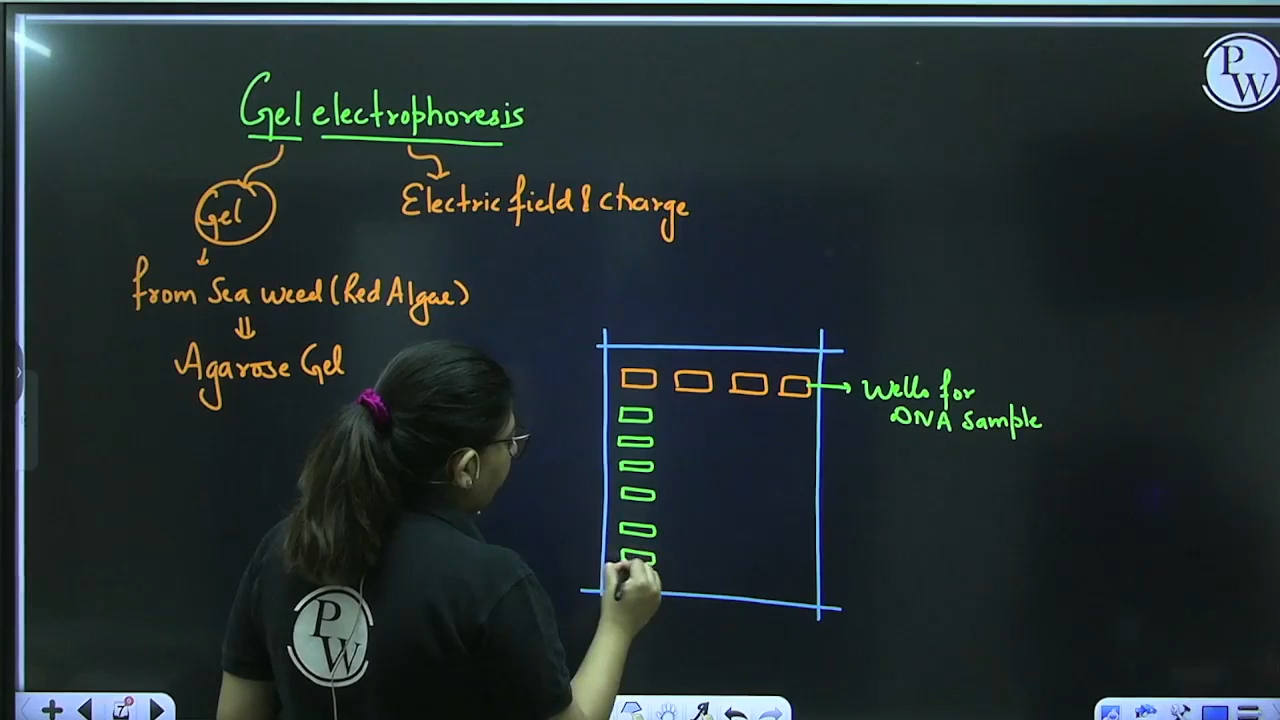 Gel electrophoresis
Gel
Electric field & charge
from Sea weed (Red Algae)
Agarose Gel
Wells for
DNA Sample
PW
PW
7